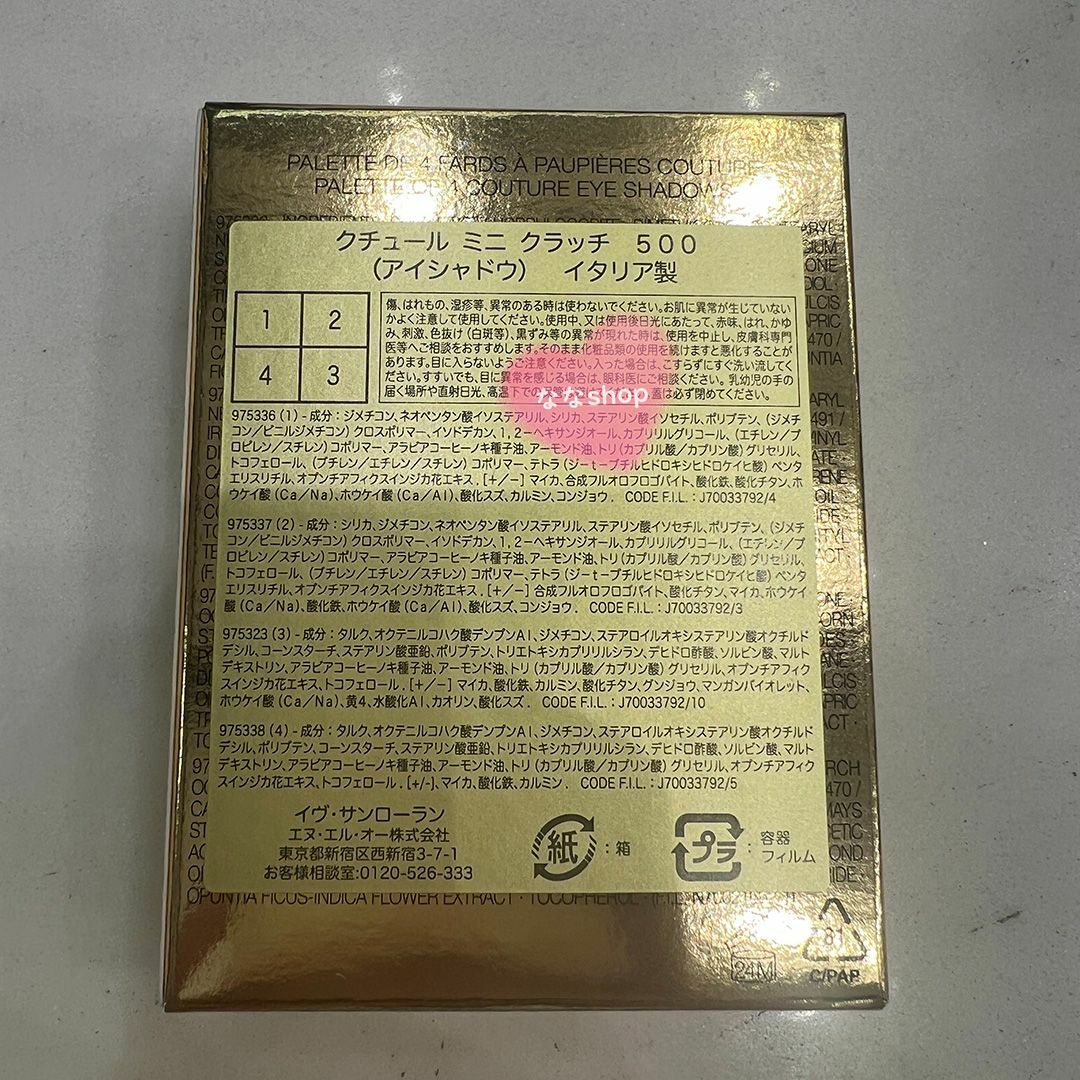 PALETTE DE 4 FARDS À PAUPIÈRES COUTURE
PALETTE OF 4 COUTURE EYE SHADOWS
クチュール ミニ クラッチ 500
(アイシャドウ) イタリア製
1 2
4 3
傷、はれもの、湿疹等、異常のある時は使わないでください。お肌に異常が生じていない
かよく注意して使用してください。使用中、又は使用後日光にあたって、赤味、はれ、かゆ
み、刺激、色抜け(白斑等)、黒ずみ等の異常が現れた時は、使用を中止し、皮膚科専門
医等へご相談をおすすめします。そのまま化粧品類の使用を続けますと悪化することが
あります。目に入らないようご注意ください。入った場合は、こすらずにすぐ洗い流してく
ださい。すすいでも、目に異常を感じる場合は、眼科医にご相談ください。乳幼児の手の
届く場所や直射日光、高温下での は必ず閉めてください。
ななshop
975336 (1) - 成分: ジメチコン、ネオペンタン酸イソステアリル、シリカ、ステアリン酸イソセチル、ポリブテン、(ジメチ
コン/ビニルジメチコン) クロスポリマー、イソドデカン、1, 2-ヘキサンジオール、カプリリルグリコール、(エチレン/プ
ロピレン/スチレン) コポリマー、アラビアコーヒーノキ種子油、アーモンド油、トリ (カプリル酸/カプリン酸) グリセリル、
トコフェロール、(ブチレン/エチレン/スチレン) コポリマー、テトラ (ジ-t-ブチルヒドロキシヒドロケイヒ酸) ペンタ
エリスリチル、オプンチアフィクスインジカ花エキス. [+/-] マイカ、合成フルオロフロゴパイト、酸化鉄、酸化チタン、ホ
ウケイ酸 (Ca/Na)、ホウケイ酸 (Ca/Al)、酸化スズ、カルミン、コンジョウ. CODE F.I.L. : J70033792/4
975337 (2) - 成分: シリカ、ジメチコン、ネオペンタン酸イソステアリル、ステアリン酸イソセチル、ポリブテン、(ジメチ
コン/ビニルジメチコン) クロスポリマー、イソドデカン、1, 2-ヘキサンジオール、カプリリルグリコール、(エチレン/プ
ロピレン/スチレン) コポリマー、アラビアコーヒーノキ種子油、アーモンド油、トリ (カプリル酸/カプリン酸) グリセリル、
トコフェロール、(ブチレン/エチレン/スチレン) コポリマー、テトラ (ジ-t-ブチルヒドロキシヒドロケイヒ酸) ペンタ
エリスリチル、オプンチアフィクスインジカ花エキス. [+/-] 合成フルオロフロゴパイト、酸化チタン、マイカ、ホウケイ
酸 (Ca/Na)、酸化鉄、ホウケイ酸 (Ca/Al)、酸化スズ、コンジョウ. CODE F.I.L. : J70033792/3
975323 (3) - 成分: タルク、オクテニルコハク酸デンプンAl、ジメチコン、ステアロイルオキシステアリン酸オクチルド
デシル、コーンスターチ、ステアリン酸亜鉛、ポリブテン、トリエトキシカプリリルシラン、デヒドロ酢酸、ソルビン酸、マルト
デキストリン、アラビアコーヒーノキ種子油、アーモンド油、トリ (カプリル酸/カプリン酸) グリセリル、オプンチアフィク
スインジカ花エキス、トコフェロール. [+/-] マイカ、酸化鉄、カルミン、酸化チタン、グンジョウ、マンガンバイオレット、
ホウケイ酸 (Ca/Na)、黄4、水酸化Al、カオリン、酸化スズ. CODE F.I.L. : J70033792/10
975338 (4) - 成分: タルク、オクテニルコハク酸デンプンAl、ジメチコン、ステアロイルオキシステアリン酸オクチルド
デシル、ポリブテン、コーンスターチ、ステアリン酸亜鉛、トリエトキシカプリリルシラン、デヒドロ酢酸、ソルビン酸、マルト
デキストリン、アラビアコーヒーノキ種子油、アーモンド油、トリ (カプリル酸/カプリン酸) グリセリル、オプンチアフィク
スインジカ花エキス、トコフェロール. [+/-]、マイカ、酸化鉄、カルミン. CODE F.I.L. : J70033792/5
イヴ・サンローラン
エヌ・エル・オー株式会社
東京都新宿区西新宿3-7-1
お客様相談室:0120-526-333
紙 : 箱
プラ : 容器
フィルム
OPUNTIA FICUS-INDICA FLOWER EXTRACT · TOCOPHEROL
24M
81
C/PAP